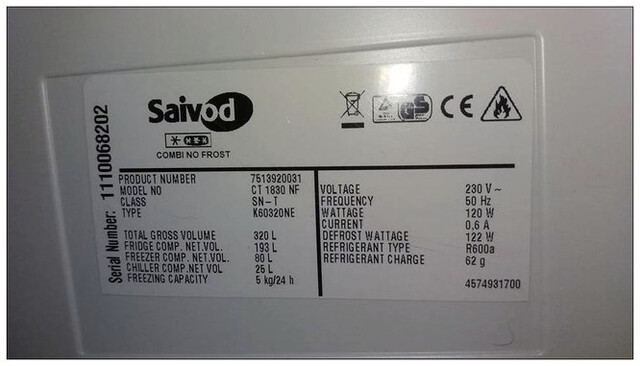 Saivod
COMBI NO FROST
GS
CE
Serial Number: 1110068202
PRODUCT NUMBER 7513920031
MODEL NO CT 1830 NF
CLASS SN-T
TYPE K60320NE
TOTAL GROSS VOLUME 320 L
FRIDGE COMP. NET.VOL. 193 L
FREEZER COMP. NET.VOL. 80 L
CHILLER COMP.NET VOL 25 L
FREEZING CAPACITY 5 kg/24 h
VOLTAGE 230 V ~
FREQUENCY 50 Hz
WATTAGE 120 W
CURRENT 0,6 A
DEFROST WATTAGE 122 W
REFRIGERANT TYPE R600a
REFRIGERANT CHARGE 62 g
4574931700